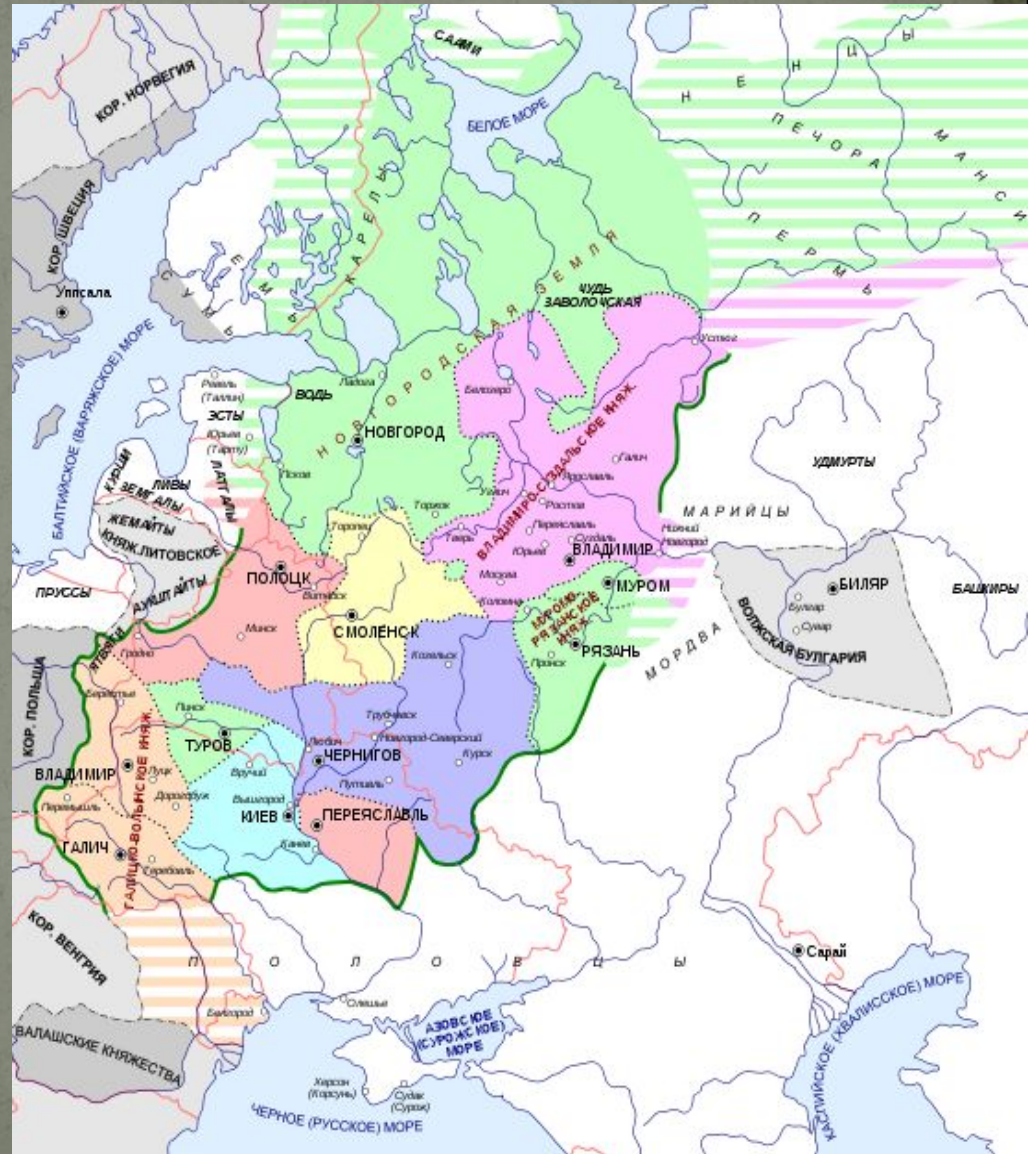 СААМИ
НЕНЦЫ
КОР. НОРВЕГИЯ
БЕЛОЕ МОРЕ
ПЕЧОРА
МАНСИ
КАРЕЛЫ
КОР. ШВЕЦИЯ
ПЕРМЬ
ЕМЬ
СУМЬ
НОВГОРОДСКАЯ ЗЕМЛЯ
ЧУДЬ
ЗАВОЛОЧСКАЯ
Уппсала
БАЛТИЙСКОЕ (ВАРЯЖСКОЕ) МОРЕ
Устюг
Ревель
(Таллин)
Ладога
ВОДЬ
Белозеро
ЭСТЫ
Юрьев
(Тарту)
НОВГОРОД
ВЛАДИМИРО-СУЗДАЛЬСКОЕ КНЯЖ.
Галич
УДМУРТЫ
КУРШИ
ЛИВЫ
ЗЕМГАЛЫ
ЛАТГАЛЫ
Псков
Углич
Ярославль
Ростов
Торжок
МАРИЙЦЫ
ЖЕМАЙТЫ
КНЯЖ.ЛИТОВСКОЕ
Торопец
Тверь
Переяславль
Юрьев
Суздаль
Нижний
Новгород
ВЛАДИМИР
ПРУССЫ
АУКШТАЙТЫ
ПОЛОЦК
Витебск
Москва
Коломна
МУРОМ
БИЛЯР
БАШКИРЫ
Булгар
Сувар
ВОЛЖСКАЯ БУЛГАРИЯ
МУРОМО-
РЯЗАНСКОЕ
КНЯЖ.
СМОЛЕНСК
Минск
ЯТВЯГИ
Гродно
Козельск
Пронск
РЯЗАНЬ
МОРДВА
КОР. ПОЛЬША
Берестье
Пинск
ТУРОВ
Трубчевск
Новгород-Северский
Любеч
ЧЕРНИГОВ
Курск
ВЛАДИМИР
Луцк
ГАЛИЦКО-ВОЛЫНСКОЕ КНЯЖ.
Вручий
Путивль
Перемышль
Дорогобуж
Вышгород
КИЕВ
ПЕРЕЯСЛАВЛЬ
ГАЛИЧ
Теребовль
Канев
КОР. ВЕНГРИЯ
ПОЛОВЦЫ
Сарай
Белгород
Олешье
АЗОВСКОЕ
(СУРОЖСКОЕ)
МОРЕ
КАСПИЙСКОЕ (ХВАЛИССКОЕ) МОРЕ
ВАЛАШСКИЕ КНЯЖЕСТВА
Херсон
(Корсунь)
Судак
(Сурож)
ЧЕРНОЕ (РУССКОЕ) МОРЕ